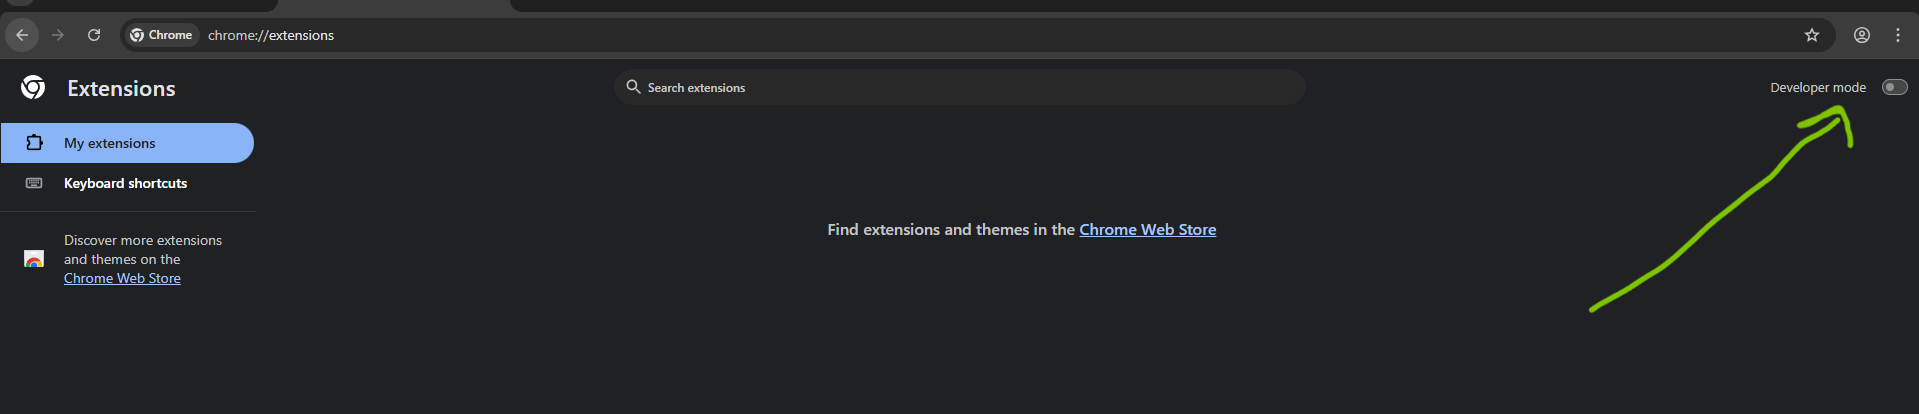 Chrome chrome://extensions
Extensions
Search extensions
Developer mode
My extensions
Keyboard shortcuts
Discover more extensions
and themes on the
Chrome Web Store
Find extensions and themes in the Chrome Web Store